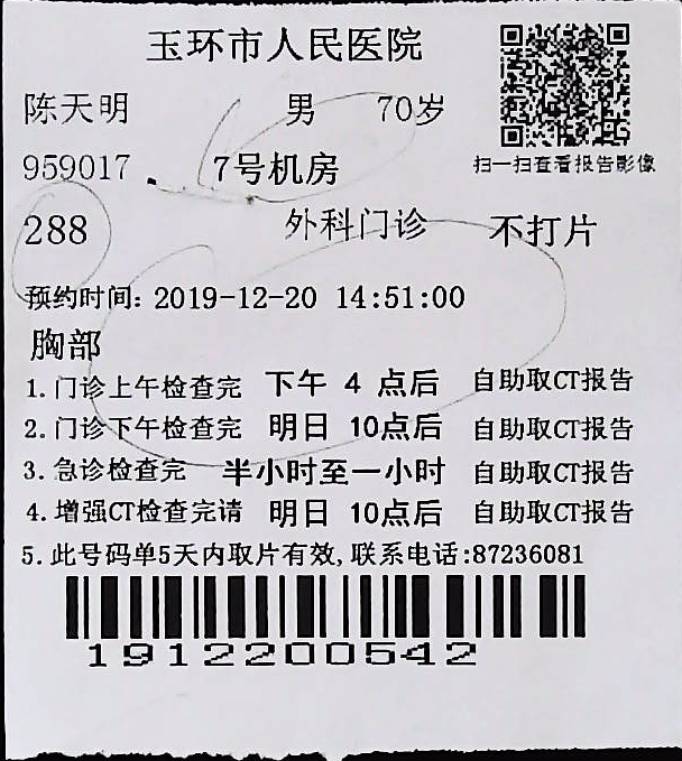 玉环市人民医院
陈天明 男 70岁
扫一扫查看报告影像
959017 . 7号机房
288 外科门诊 不打片
预约时间: 2019-12-20 14:51:00
胸部
1. 门诊上午检查完 下午 4 点后 自助取CT报告
2. 门诊下午检查完 明日 10点后 自助取CT报告
3. 急诊检查完 半小时至一小时 自助取CT报告
4. 增强CT检查完请 明日 10点后 自助取CT报告
5. 此号码单5天内取片有效,联系电话:87236081
1912200542